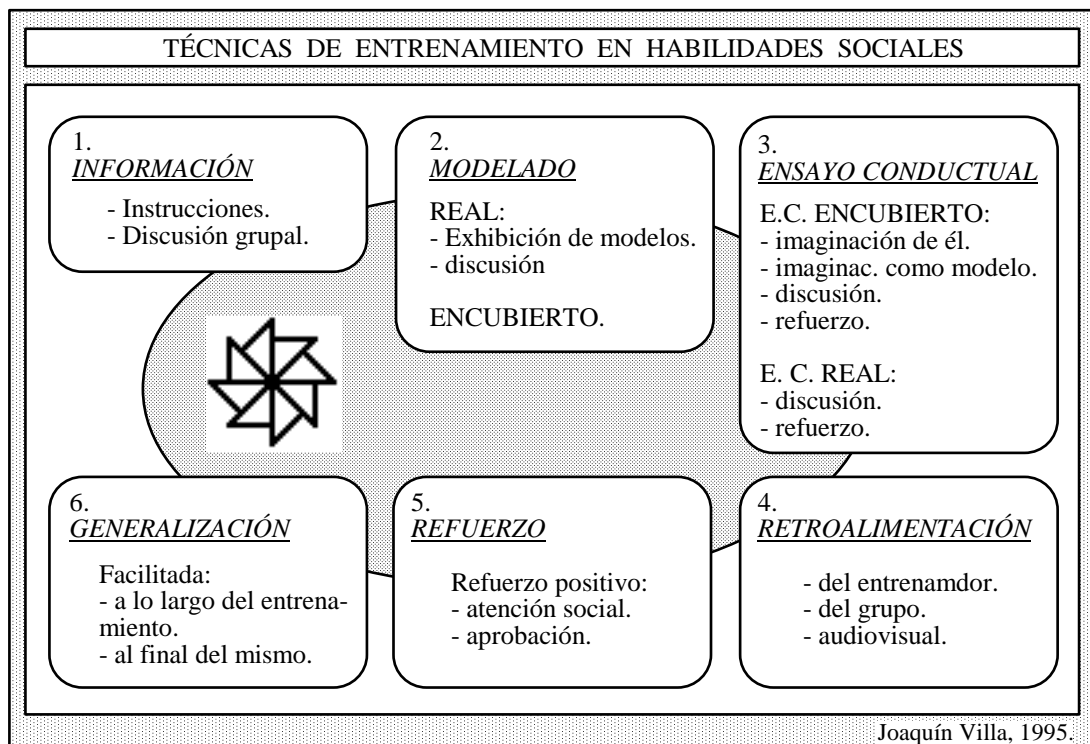 TÉCNICAS DE ENTRENAMIENTO EN HABILIDADES SOCIALES
1.
INFORMACIÓN
- Instrucciones.
- Discusión grupal.
2.
MODELADO
REAL:
- Exhibición de modelos.
- discusión
ENCUBIERTO.
3.
ENSAYO CONDUCTUAL
E.C. ENCUBIERTO:
- imaginación de él.
- imaginac. como modelo.
- discusión.
- refuerzo.
E. C. REAL:
- discusión.
- refuerzo.
4.
RETROALIMENTACIÓN
- del entrenamdor.
- del grupo.
- audiovisual.
5.
REFUERZO
Refuerzo positivo:
- atención social.
- aprobación.
6.
GENERALIZACIÓN
Facilitada:
- a lo largo del entrena-
miento.
- al final del mismo.
Joaquín Villa, 1995.